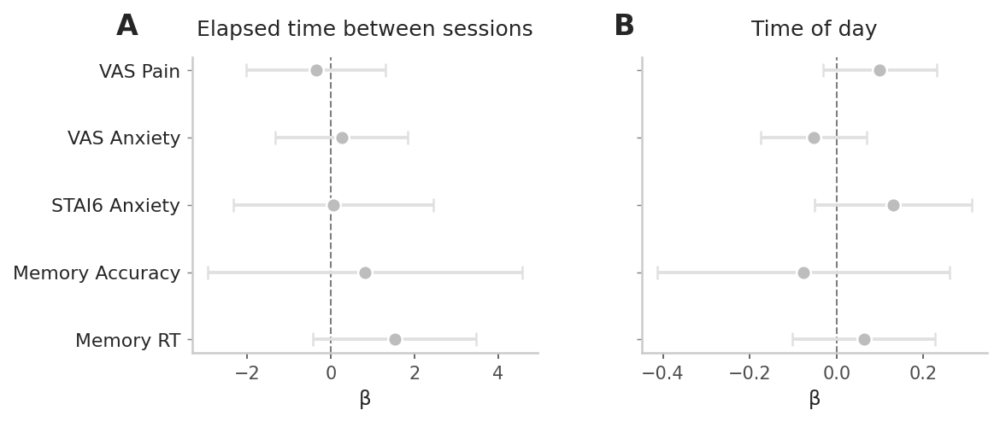 A Elapsed time between sessions
B Time of day
VAS Pain
VAS Anxiety
STAI6 Anxiety
Memory Accuracy
Memory RT
−2 0 2 4
β
−0.4 −0.2 0.0 0.2
β